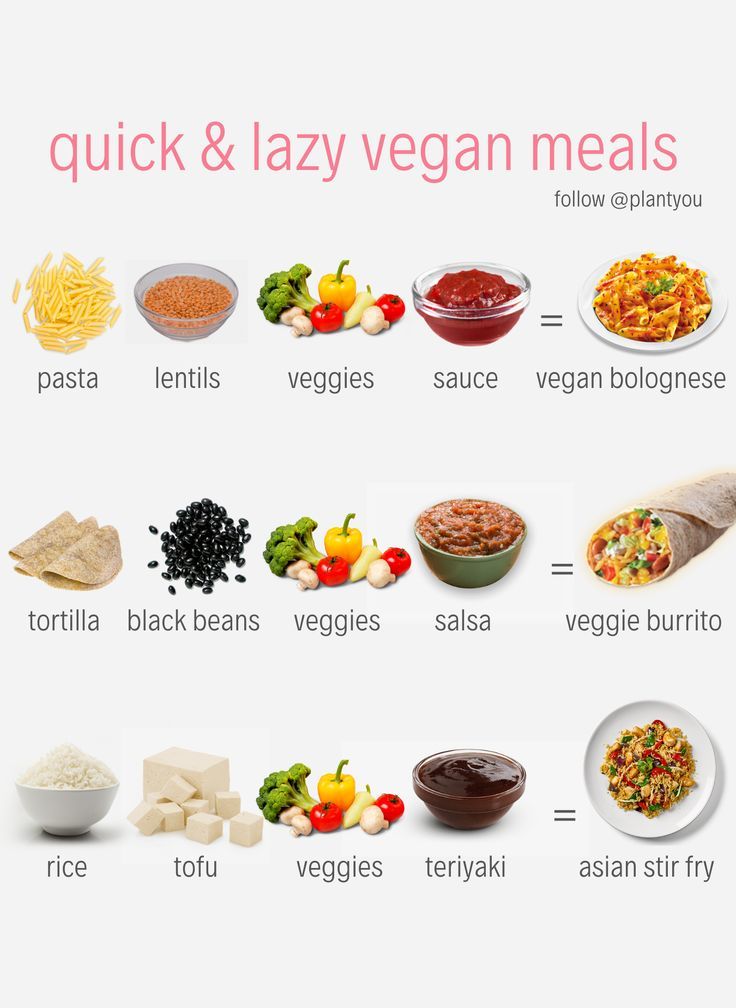 quick & lazy vegan meals
follow @plantyou
=
pasta lentils veggies sauce vegan bolognese
=
tortilla black beans veggies salsa veggie burrito
=
rice tofu veggies teriyaki asian stir fry